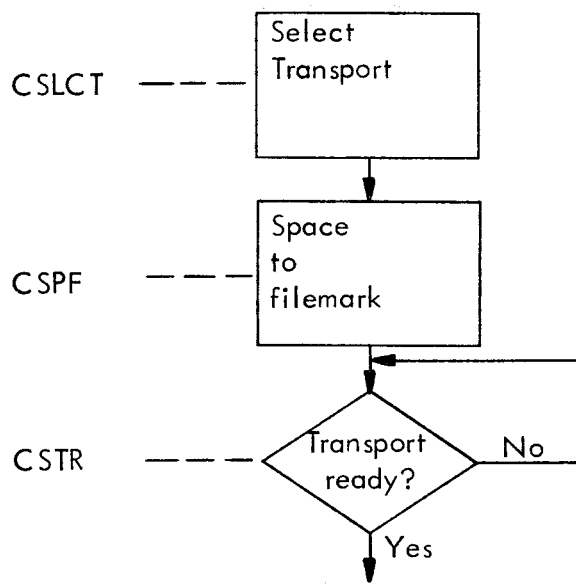 Select
Transport
CSLCT
Space
to
filemark
CSPF
Transport
ready?
No
CSTR
Yes